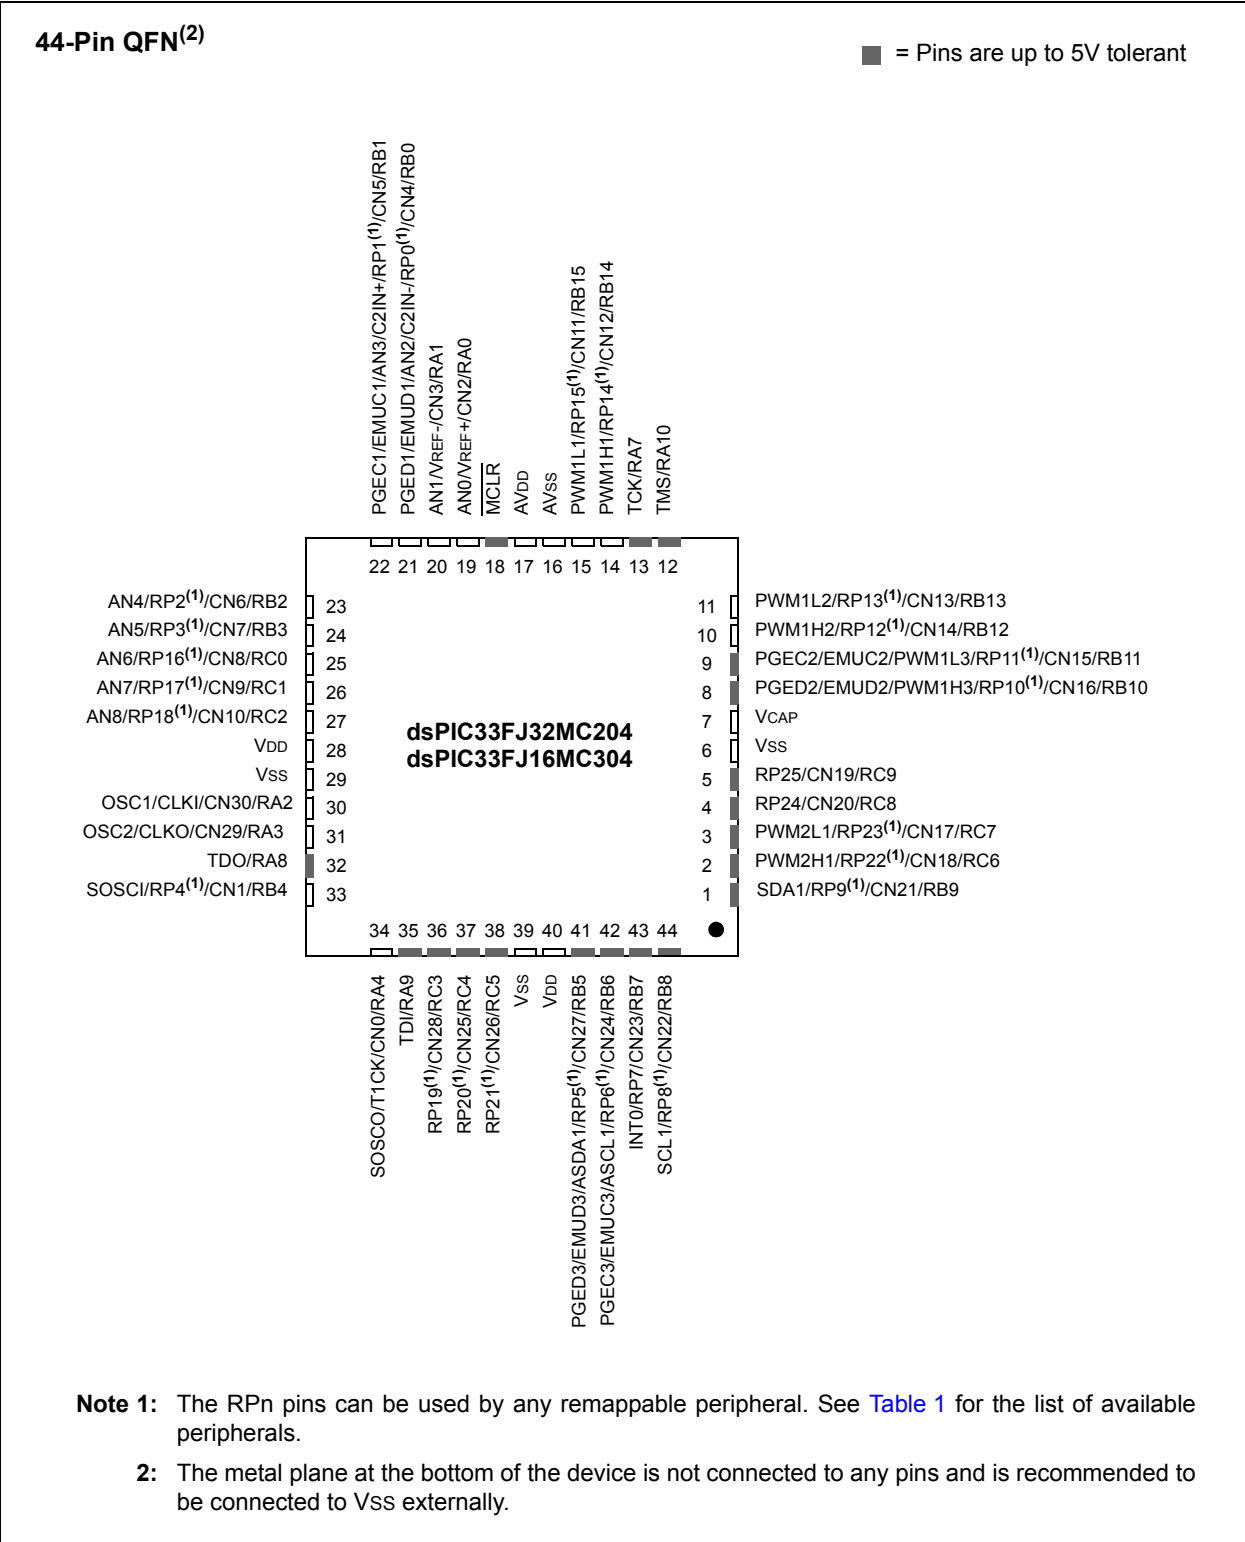 44-Pin QFN(2)
= Pins are up to 5V tolerant
PGEC1/EMUC1/AN3/C2IN+/RP1(1)/CN5/RB1
PGED1/EMUD1/AN2/C2IN-/RP0(1)/CN4/RB0
AN1/VREF-/CN3/RA1
AN0/VREF+/CN2/RA0
MCLR
AVDD
AVSS
PWM1L1/RP15(1)/CN11/RB15
PWM1H1/RP14(1)/CN12/RB14
TCK/RA7
TMS/RA10
22 21 20 19 18 17 16 15 14 13 12
AN4/RP2(1)/CN6/RB2 23
AN5/RP3(1)/CN7/RB3 24
AN6/RP16(1)/CN8/RC0 25
AN7/RP17(1)/CN9/RC1 26
AN8/RP18(1)/CN10/RC2 27
VDD 28
VSS 29
OSC1/CLKI/CN30/RA2 30
OSC2/CLKO/CN29/RA3 31
TDO/RA8 32
SOSCI/RP4(1)/CN1/RB4 33
dsPIC33FJ32MC204
dsPIC33FJ16MC304
11 PWM1L2/RP13(1)/CN13/RB13
10 PWM1H2/RP12(1)/CN14/RB12
9 PGEC2/EMUC2/PWM1L3/RP11(1)/CN15/RB11
8 PGED2/EMUD2/PWM1H3/RP10(1)/CN16/RB10
7 VCAP
6 VSS
5 RP25/CN19/RC9
4 RP24/CN20/RC8
3 PWM2L1/RP23(1)/CN17/RC7
2 PWM2H1/RP22(1)/CN18/RC6
1 SDA1/RP9(1)/CN21/RB9
34 35 36 37 38 39 40 41 42 43 44
SOSCO/T1CK/CN0/RA4
TDI/RA9
RP19(1)/CN28/RC3
RP20(1)/CN25/RC4
RP21(1)/CN26/RC5
VSS
VDD
PGED3/EMUD3/ASDA1/RP5(1)/CN27/RB5
PGEC3/EMUC3/ASCL1/RP6(1)/CN24/RB6
INT0/RP7/CN23/RB7
SCL1/RP8(1)/CN22/RB8
Note 1: The RPn pins can be used by any remappable peripheral. See Table 1 for the list of available
peripherals.
2: The metal plane at the bottom of the device is not connected to any pins and is recommended to
be connected to VSS externally.